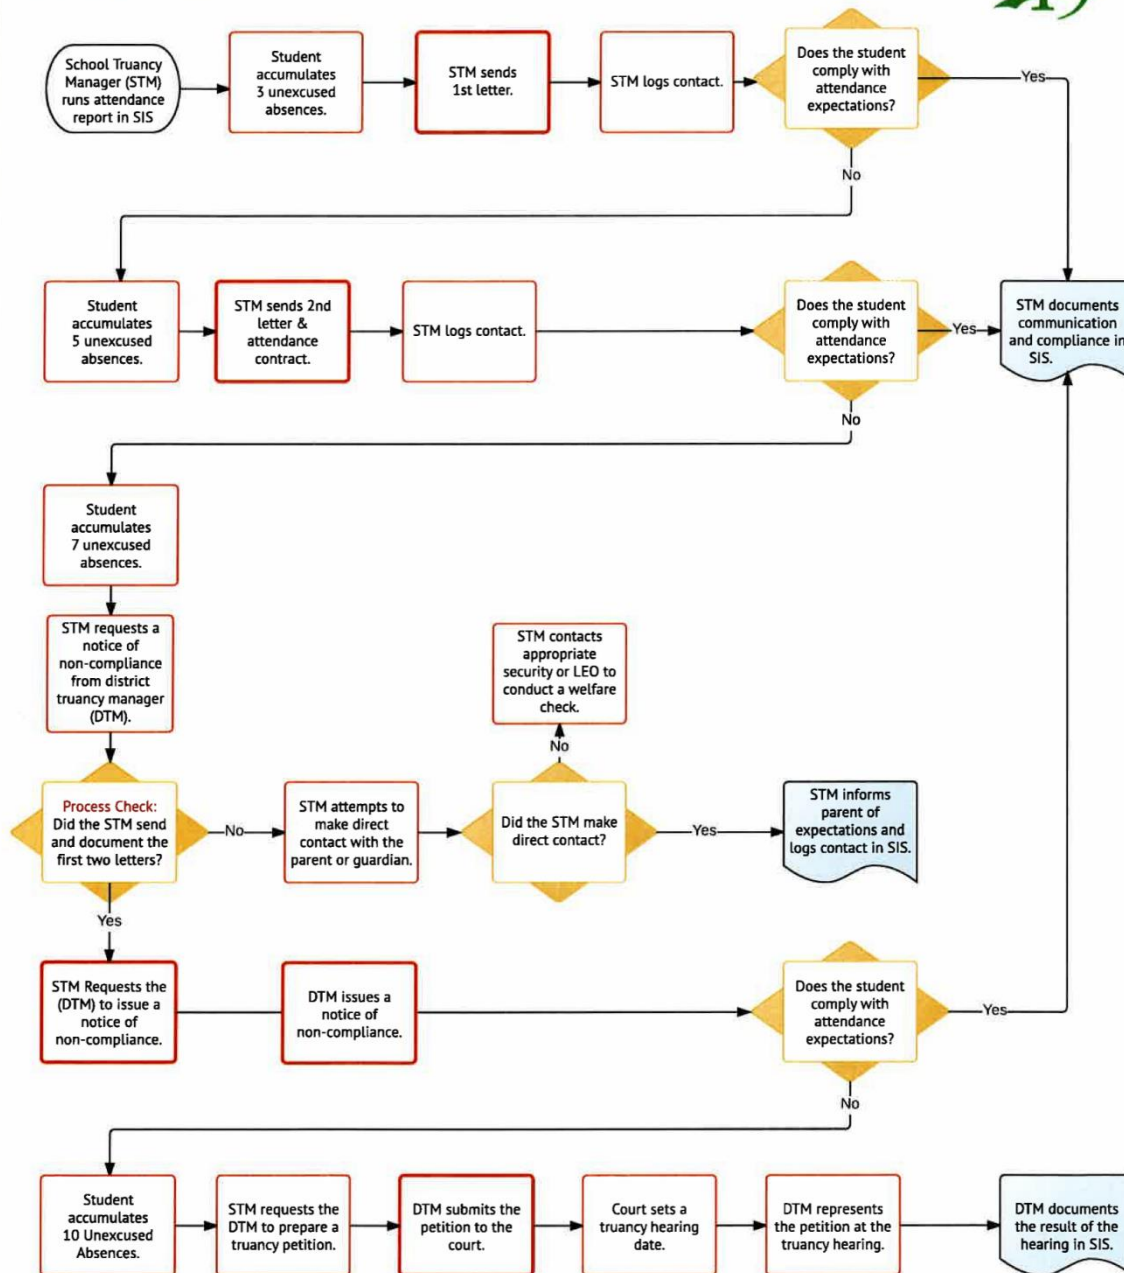 School Truancy
Manager (STM)
runs attendance
report in SIS
Student
accumulates
3 unexcused
absences.
STM sends
1st letter.
STM logs contact.
Does the student
comply with
attendance
expectations?
Yes
No
Student
accumulates
5 unexcused
absences.
STM sends 2nd
letter &
attendance
contract.
STM logs contact.
Does the student
comply with
attendance
expectations?
Yes
STM documents
communication
and compliance in
SIS.
No
Student
accumulates
7 unexcused
absences.
STM requests a
notice of
non-compliance
from district
truancy manager
(DTM).
STM contacts
appropriate
security or LEO to
conduct a welfare
check.
No
Process Check:
Did the STM send
and document the
first two letters?
No
STM attempts to
make direct
contact with the
parent or guardian.
Did the STM make
direct contact?
Yes
STM informs
parent of
expectations and
logs contact in SIS.
Yes
STM Requests the
(DTM) to issue a
notice of
non-compliance.
DTM issues a
notice of
non-compliance.
Does the student
comply with
attendance
expectations?
Yes
No
Student
accumulates
10 Unexcused
Absences.
STM requests the
DTM to prepare a
truancy petition.
DTM submits the
petition to the
court.
Court sets a
truancy hearing
date.
DTM represents
the petition at the
truancy hearing.
DTM documents
the result of the
hearing in SIS.